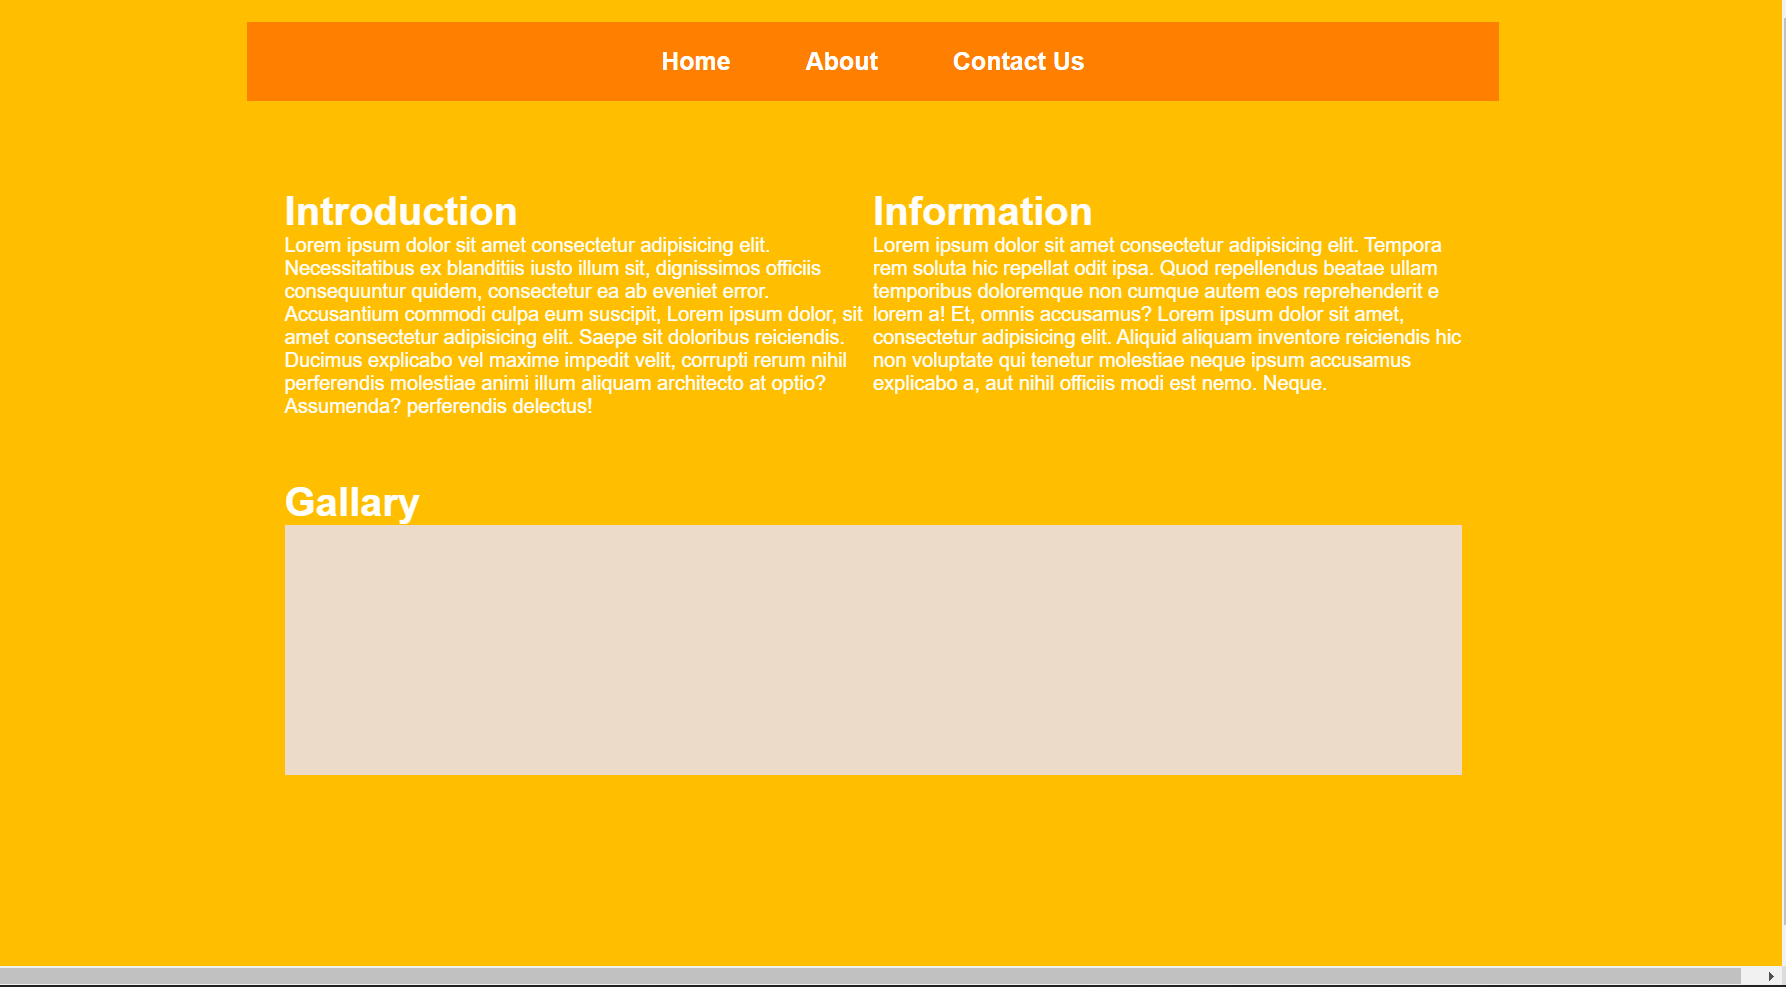 Home About Contact Us
Introduction
Lorem ipsum dolor sit amet consectetur adipisicing elit.
Necessitatibus ex blanditiis iusto illum sit, dignissimos officiis
consequuntur quidem, consectetur ea ab eveniet error.
Accusantium commodi culpa eum suscipit, Lorem ipsum dolor, sit
amet consectetur adipisicing elit. Saepe sit doloribus reiciendis.
Ducimus explicabo vel maxime impedit velit, corrupti rerum nihil
perferendis molestiae animi illum aliquam architecto at optio?
Assumenda? perferendis delectus!
Information
Lorem ipsum dolor sit amet consectetur adipisicing elit. Tempora
rem soluta hic repellat odit ipsa. Quod repellendus beatae ullam
temporibus doloremque non cumque autem eos reprehenderit e
lorem a! Et, omnis accusamus? Lorem ipsum dolor sit amet,
consectetur adipisicing elit. Aliquid aliquam inventore reiciendis hic
non voluptate qui tenetur molestiae neque ipsum accusamus
explicabo a, aut nihil officiis modi est nemo. Neque.
Gallary